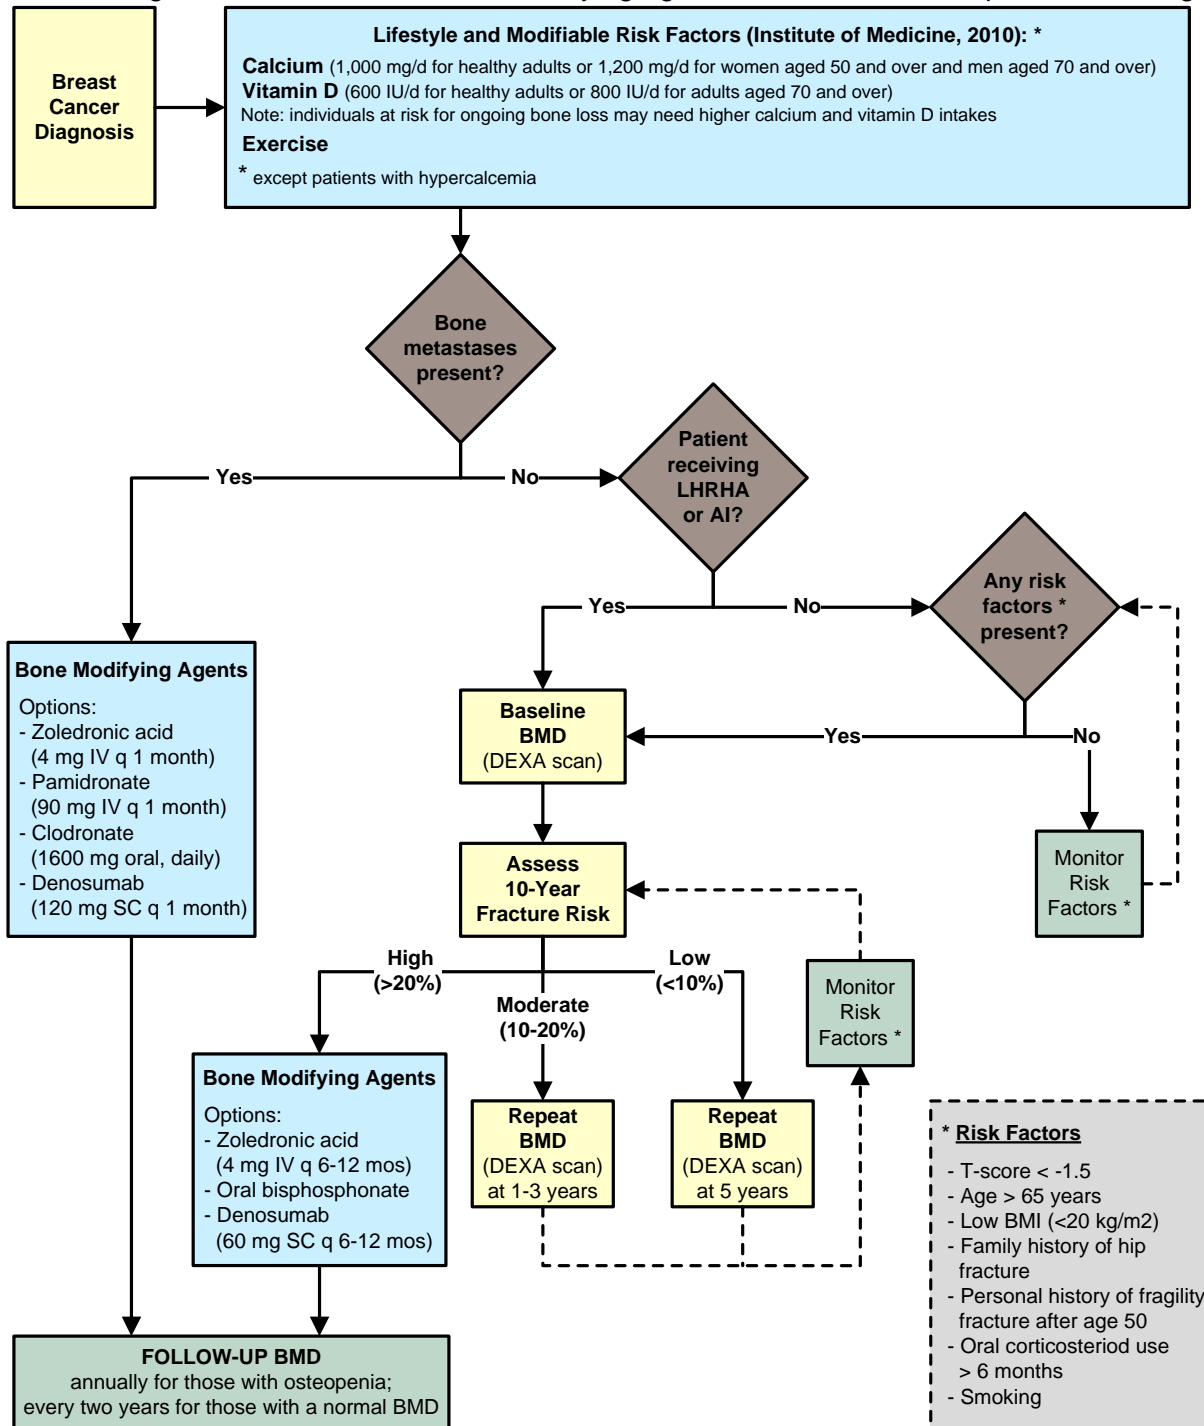 Breast
Cancer
Diagnosis
Lifestyle and Modifiable Risk Factors (Institute of Medicine, 2010): *
Calcium (1,000 mg/d for healthy adults or 1,200 mg/d for women aged 50 and over and men aged 70 and over)
Vitamin D (600 IU/d for healthy adults or 800 IU/d for adults aged 70 and over)
Note: individuals at risk for ongoing bone loss may need higher calcium and vitamin D intakes
Exercise
* except patients with hypercalcemia
Bone
metastases
present?
Yes
No
Patient
receiving
LHRHA
or AI?
Yes
No
Any risk
factors *
present?
Yes
No
Bone Modifying Agents
Options:
- Zoledronic acid
(4 mg IV q 1 month)
- Pamidronate
(90 mg IV q 1 month)
- Clodronate
(1600 mg oral, daily)
- Denosumab
(120 mg SC q 1 month)
Baseline
BMD
(DEXA scan)
Monitor
Risk
Factors *
Assess
10-Year
Fracture Risk
High
(>20%)
Moderate
(10-20%)
Low
(<10%)
Monitor
Risk
Factors *
Bone Modifying Agents
Options:
- Zoledronic acid
(4 mg IV q 6-12 mos)
- Oral bisphosphonate
- Denosumab
(60 mg SC q 6-12 mos)
Repeat
BMD
(DEXA scan)
at 1-3 years
Repeat
BMD
(DEXA scan)
at 5 years
* Risk Factors
- T-score < -1.5
- Age > 65 years
- Low BMI (<20 kg/m2)
- Family history of hip
fracture
- Personal history of fragility
fracture after age 50
- Oral corticosteriod use
> 6 months
- Smoking
FOLLOW-UP BMD
annually for those with osteopenia;
every two years for those with a normal BMD